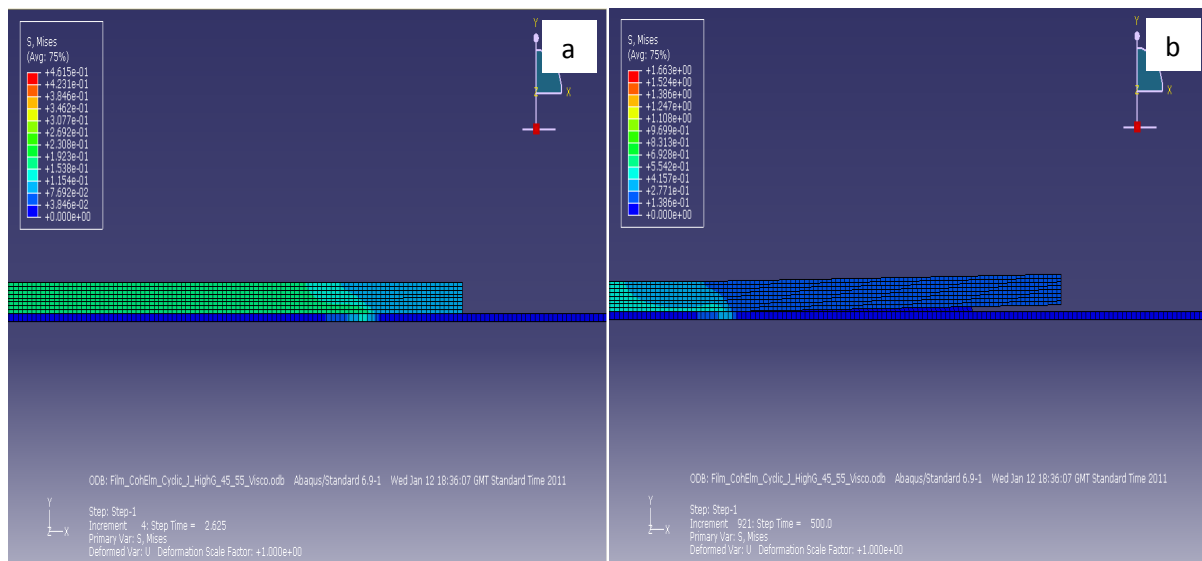 a
S, Mises
(Avg: 75%)
+4.615e-01
+4.231e-01
+3.846e-01
+3.462e-01
+3.077e-01
+2.692e-01
+2.308e-01
+1.923e-01
+1.538e-01
+1.154e-01
+7.692e-02
+3.846e-02
+0.000e+00
Y
Z
X
ODB: Film_CohElm_Cyclic_J_HighG_45_55_Visco.odb Abaqus/Standard 6.9-1 Wed Jan 12 18:36:07 GMT Standard Time 2011
Y
Z X
Step: Step-1
Increment 4: Step Time = 2.625
Primary Var: S, Mises
Deformed Var: U Deformation Scale Factor: +1.000e+00
b
S, Mises
(Avg: 75%)
+1.663e+00
+1.524e+00
+1.386e+00
+1.247e+00
+1.108e+00
+9.699e-01
+8.313e-01
+6.928e-01
+5.542e-01
+4.157e-01
+2.771e-01
+1.386e-01
+0.000e+00
Y
Z
X
ODB: Film_CohElm_Cyclic_J_HighG_45_55_Visco.odb Abaqus/Standard 6.9-1 Wed Jan 12 18:36:07 GMT Standard Time 2011
Y
Z X
Step: Step-1
Increment 921: Step Time = 500.0
Primary Var: S, Mises
Deformed Var: U Deformation Scale Factor: +1.000e+00